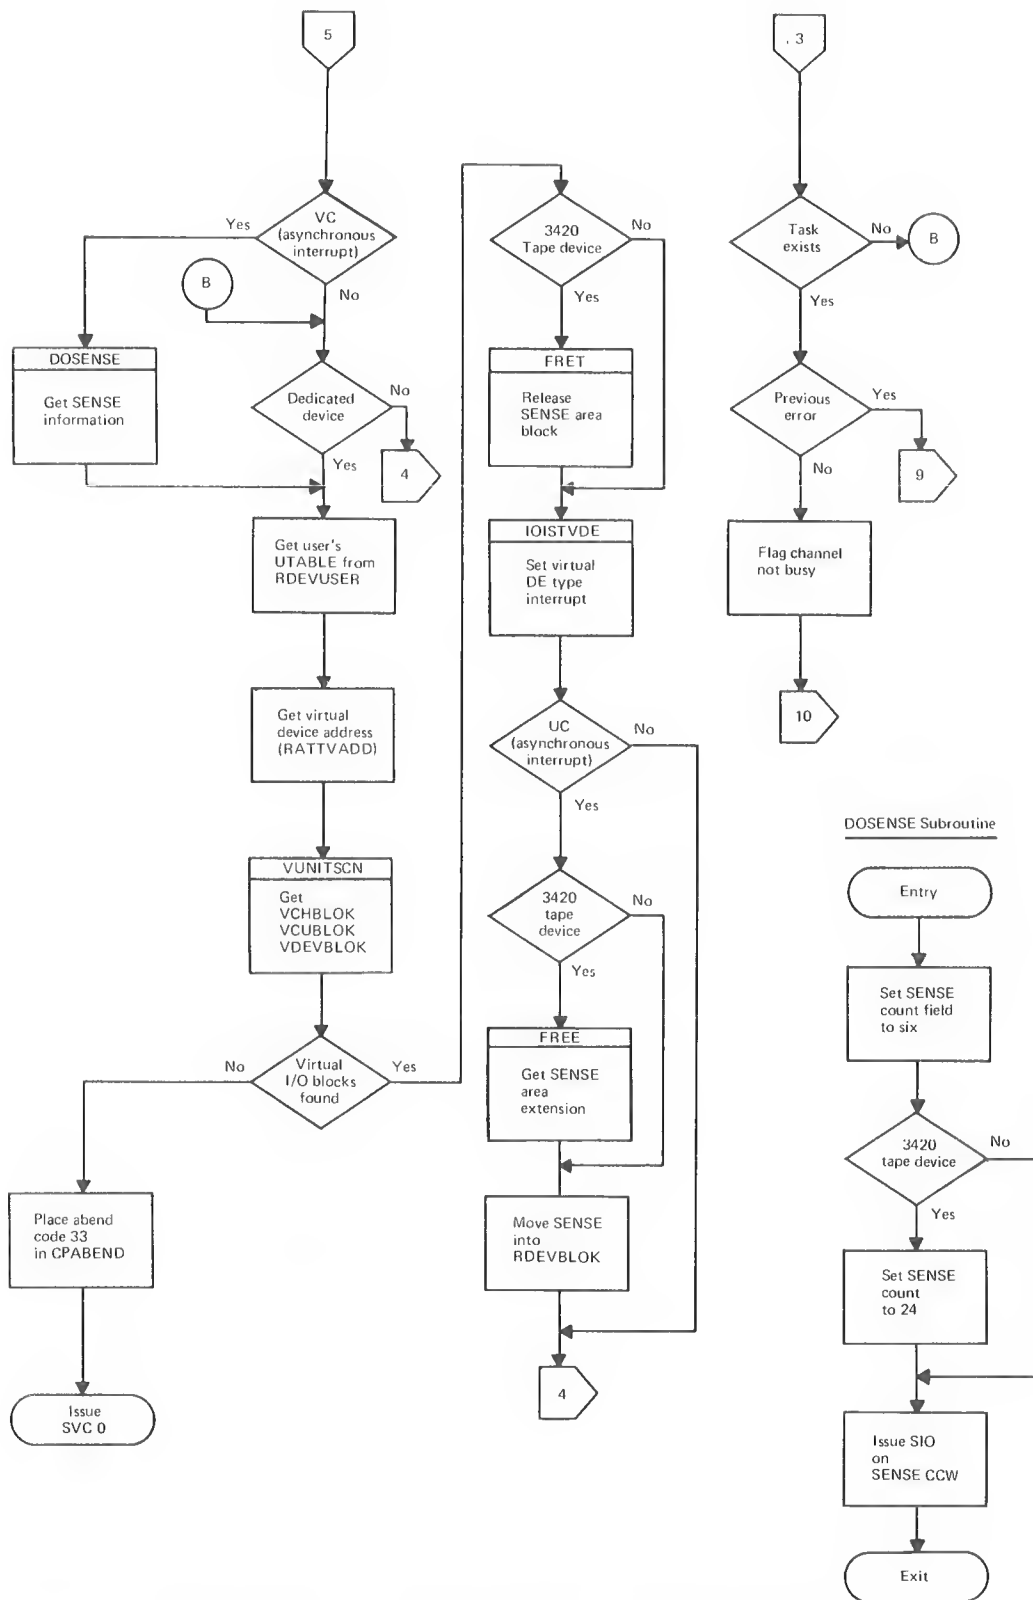 5
VC
(asynchronous
interrupt)
Yes
No
B
DOSENSE
Get SENSE
information
Dedicated
device
No
4
Yes
Get user's
UTABLE from
RDEVUSER
Get virtual
device address
(RATTVADD)
VUNITSCN
Get
VCHBLOK
VCUBLOK
VDEVBLOK
Virtual
I/O blocks
found
No
Yes
Place abend
code 33
in CPABEND
Issue
SVC 0
3420
Tape device
No
Yes
FRET
Release
SENSE area
block
IOISTVDE
Set virtual
DE type
interrupt
UC
(asynchronous
interrupt)
No
Yes
3420
tape
device
No
Yes
FREE
Get SENSE
area
extension
Move SENSE
into
RDEVBLOK
4
. 3
Task
exists
No
B
Yes
Previous
error
Yes
9
No
Flag channel
not busy
10
DOSENSE Subroutine
Entry
Set SENSE
count field
to six
3420
tape device
No
Yes
Set SENSE
count
to 24
Issue SIO
on
SENSE CCW
Exit